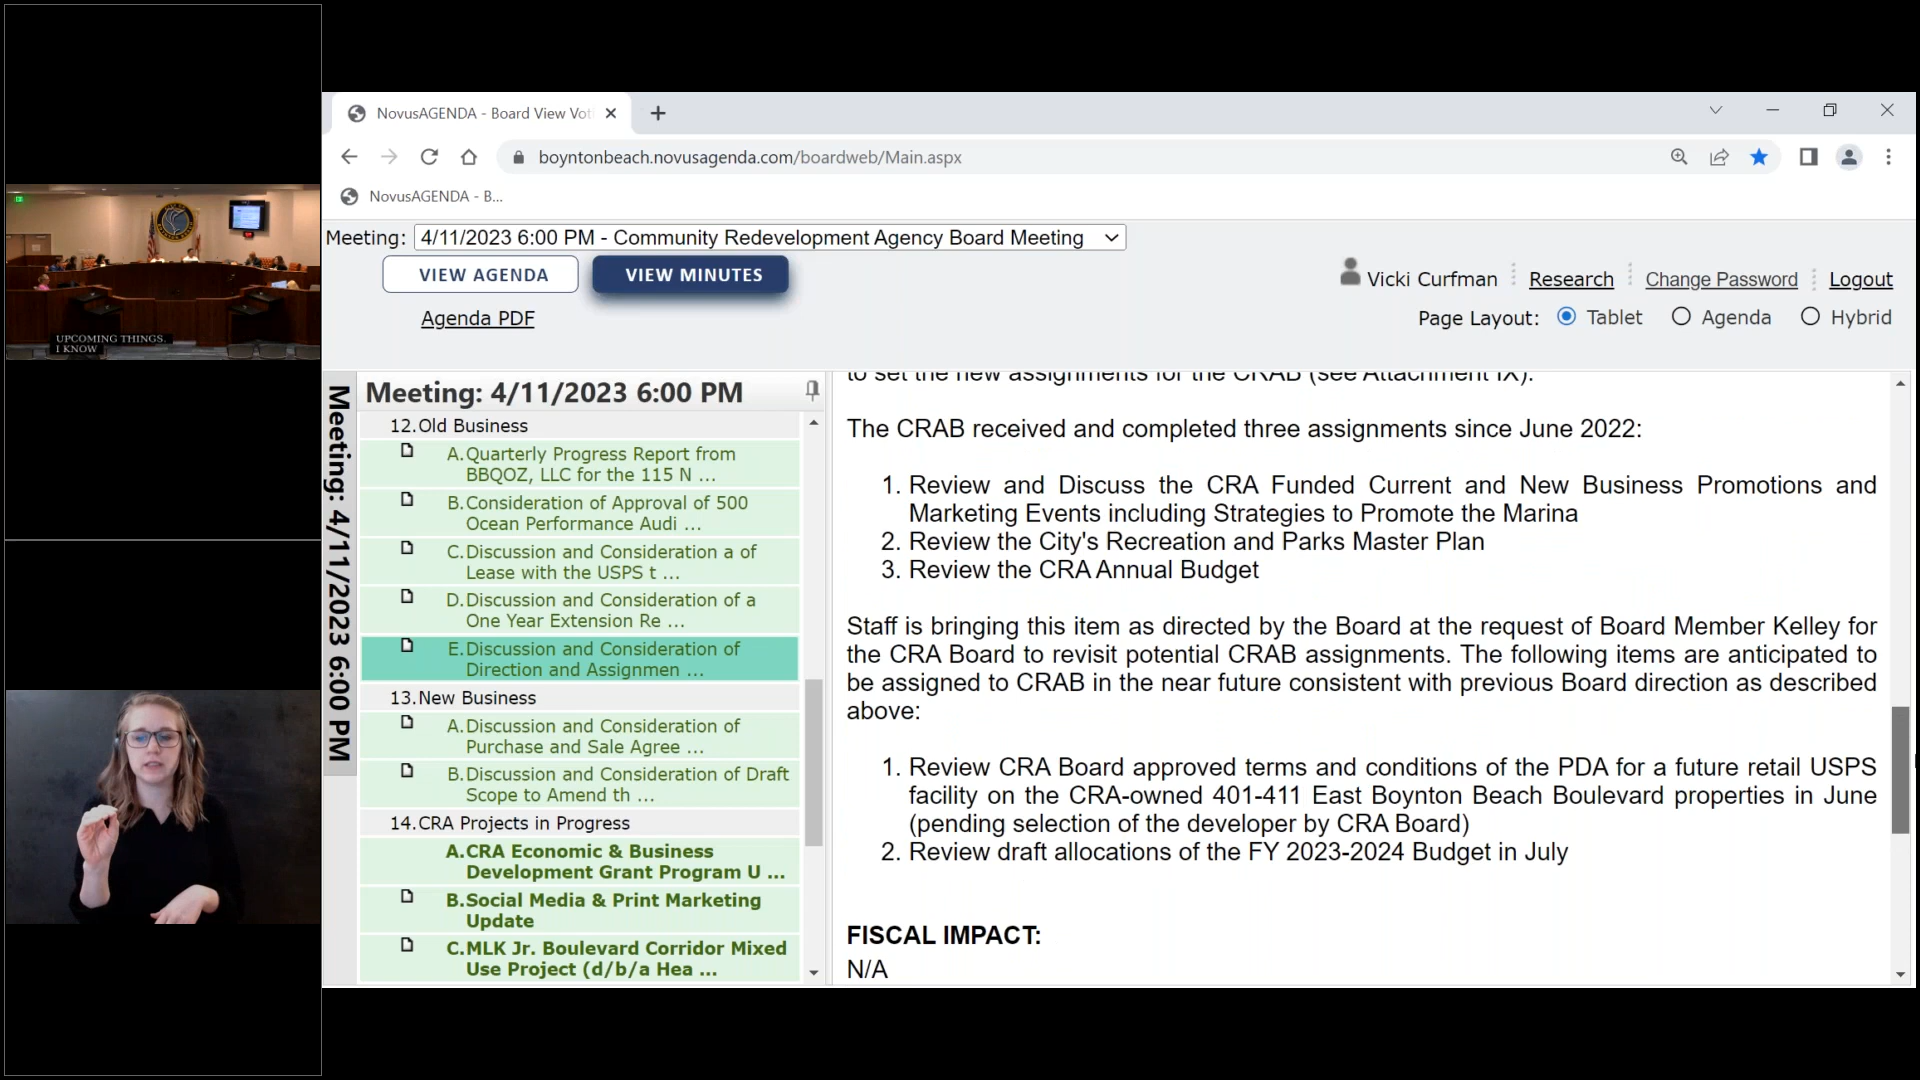 UPCOMING THINGS.
I KNOW
NovusAGENDA - Board View Vot
boyntonbeach.novusagenda.com/boardweb/Main.aspx
NovusAGENDA - B...
Meeting: 4/11/2023 6:00 PM - Community Redevelopment Agency Board Meeting
VIEW AGENDA VIEW MINUTES
Agenda PDF
Vicki Curfman Research Change Password Logout
Page Layout: Tablet Agenda Hybrid
Meeting: 4/11/2023 6:00 PM
Meeting: 4/11/2023 6:00 PM
12.Old Business
A.Quarterly Progress Report from
BBQOZ, LLC for the 115 N ...
B.Consideration of Approval of 500
Ocean Performance Audi ...
C.Discussion and Consideration a of
Lease with the USPS t ...
D.Discussion and Consideration of a
One Year Extension Re ...
E.Discussion and Consideration of
Direction and Assignmen ...
13.New Business
A.Discussion and Consideration of
Purchase and Sale Agree ...
B.Discussion and Consideration of Draft
Scope to Amend th ...
14.CRA Projects in Progress
A.CRA Economic & Business
Development Grant Program U ...
B.Social Media & Print Marketing
Update
C.MLK Jr. Boulevard Corridor Mixed
Use Project (d/b/a Hea ...
to set the new assignments for the CRAB (see Attachment IX).
The CRAB received and completed three assignments since June 2022:
1. Review and Discuss the CRA Funded Current and New Business Promotions and
Marketing Events including Strategies to Promote the Marina
2. Review the City's Recreation and Parks Master Plan
3. Review the CRA Annual Budget
Staff is bringing this item as directed by the Board at the request of Board Member Kelley for
the CRA Board to revisit potential CRAB assignments. The following items are anticipated to
be assigned to CRAB in the near future consistent with previous Board direction as described
above:
1. Review CRA Board approved terms and conditions of the PDA for a future retail USPS
facility on the CRA-owned 401-411 East Boynton Beach Boulevard properties in June
(pending selection of the developer by CRA Board)
2. Review draft allocations of the FY 2023-2024 Budget in July
FISCAL IMPACT:
N/A